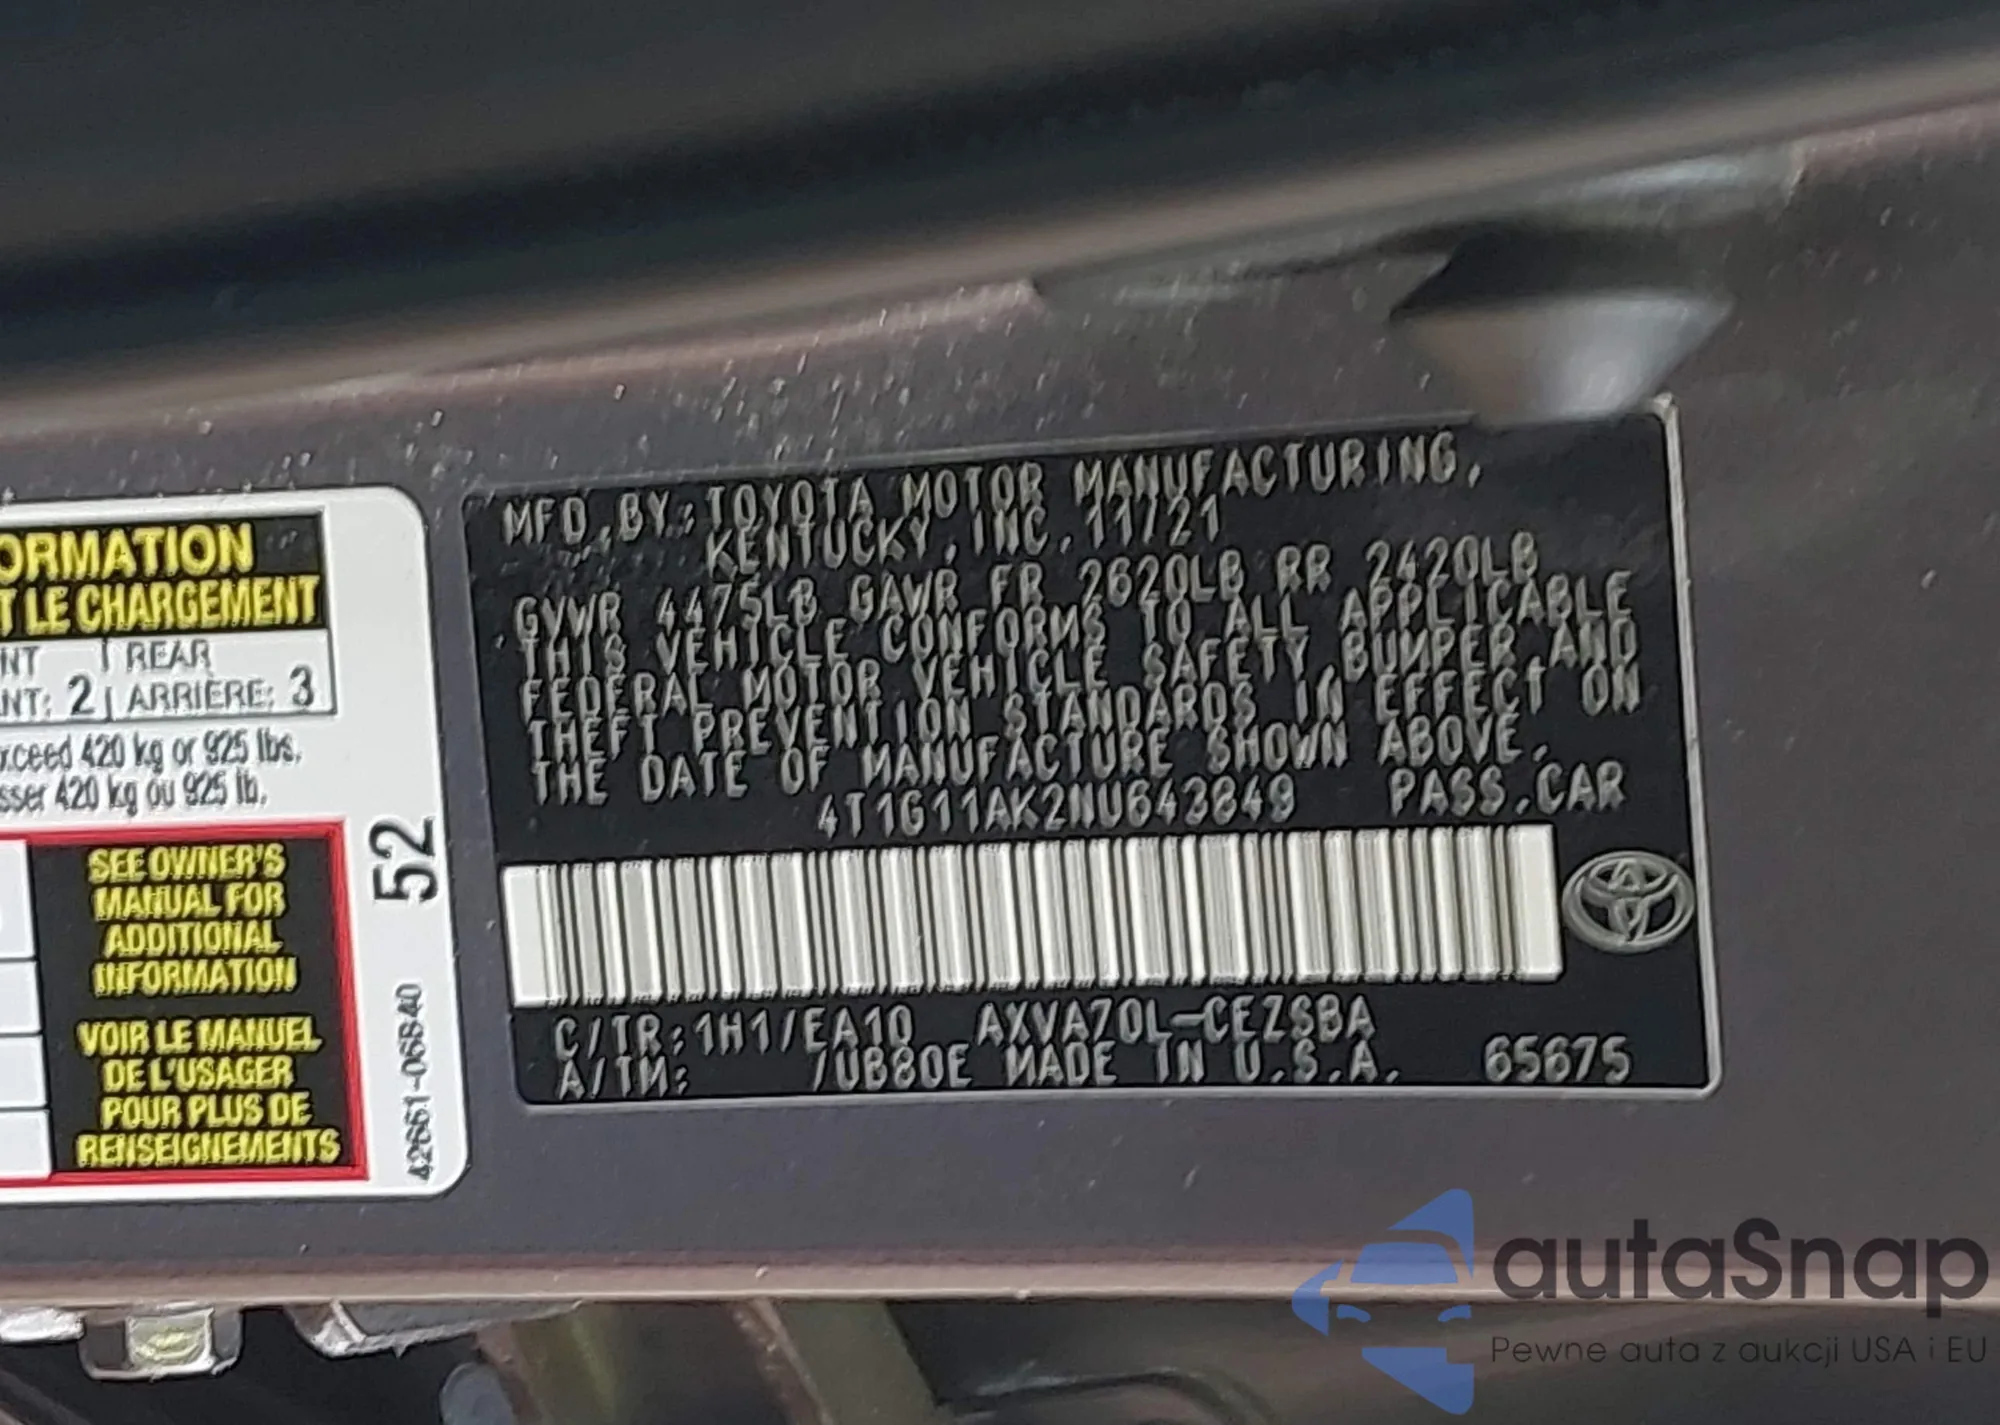 ORMATION
T LE CHARGEMENT
NT | REAR
NT: 2 | ARRIÈRE: 3
xceed 420 kg or 925 lbs.
sser 420 kg ou 925 lb.
SEE OWNER'S
MANUAL FOR
ADDITIONAL
INFORMATION
VOIR LE MANUEL
DE L'USAGER
POUR PLUS DE
RENSEIGNEMENTS
52
42661-06840
MFD.BY:TOYOTA MOTOR MANUFACTURING,
KENTUCKY, INC. 11/21
GVWR 4475LB GAWR FR 2620LB RR 2420LB
THIS VEHICLE CONFORMS TO ALL APPLICABLE
FEDERAL MOTOR VEHICLE SAFETY,BUMPER,AND
THEFT PREVENTION STANDARDS IN EFFECT ON
THE DATE OF MANUFACTURE SHOWN ABOVE.
4T1G11AK2NU643849 PASS.CAR
C/TR:1H1/EA10 AXVA70L-CEZSBA
A/TM: /UB80E MADE IN U.S.A. 65675
autaSnap
Pewne auta z aukcji USA i EU